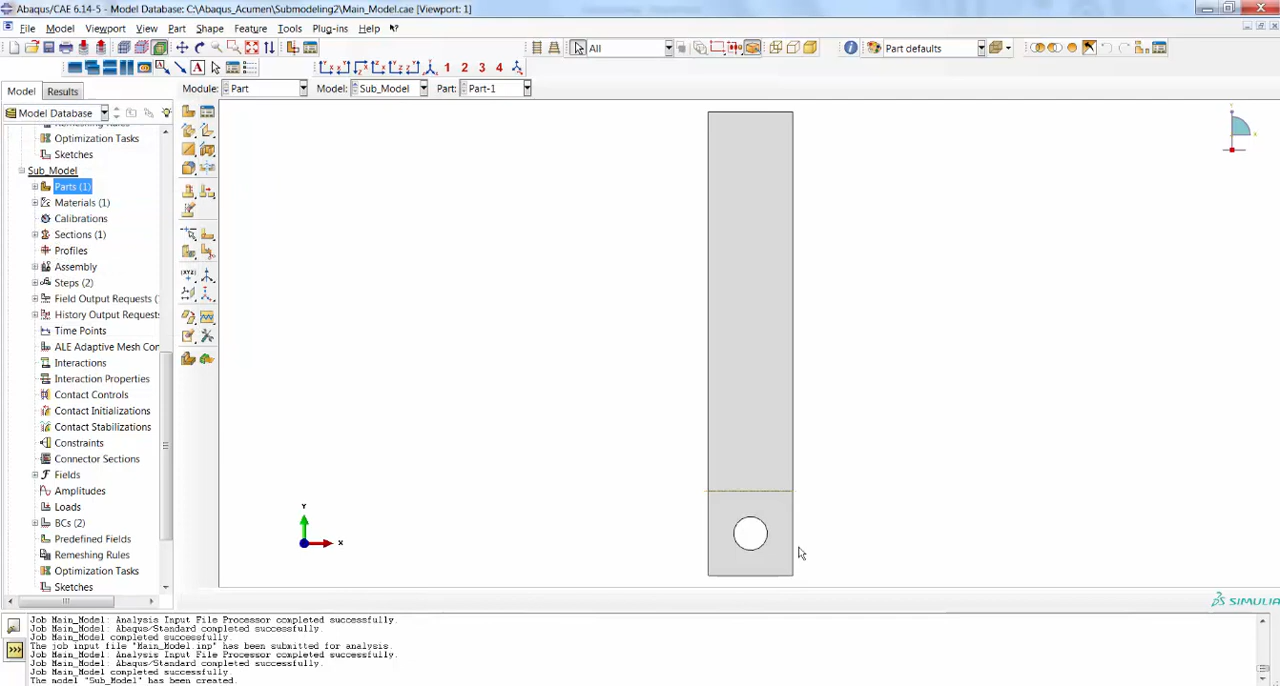 Abaqus/CAE 6.14-5 - Model Database: C:\Abaqus_Acumen\Submodeling2\Main_Model.cae [Viewport: 1]
File Model Viewport View Part Shape Feature Tools Plug-ins Help
All
Part defaults
1 2 3 4
Model Results
Module: Part Model: Sub_Model Part: Part-1
Model Database
Remeshing Rules
Optimization Tasks
Sketches
Sub_Model
Parts (1)
Materials (1)
Calibrations
Sections (1)
Profiles
Assembly
Steps (2)
Field Output Requests (
History Output Requests
Time Points
ALE Adaptive Mesh Con
Interactions
Interaction Properties
Contact Controls
Contact Initializations
Contact Stabilizations
Constraints
Connector Sections
Fields
Amplitudes
Loads
BCs (2)
Predefined Fields
Remeshing Rules
Optimization Tasks
Sketches
Y
X
SIMULIA
Job Main_Model: Analysis Input File Processor completed successfully.
Job Main_Model: Abaqus/Standard completed successfully.
Job Main_Model completed successfully.
The job input file "Main_Model.inp" has been submitted for analysis.
Job Main_Model: Analysis Input File Processor completed successfully.
Job Main_Model: Abaqus/Standard completed successfully.
Job Main_Model completed successfully
The model "Sub_Model" has been created.